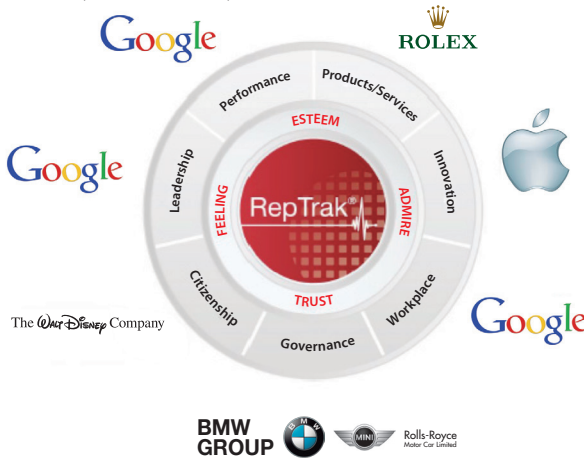 Google
ROLEX
Performance
Products/Services
ESTEEM
Google
Leadership
FEELING
RepTrak®
ADMIRE
Innovation
Citizenship
TRUST
Workplace
The WALT DISNEY Company
Governance
Google
BMW
GROUP
BMW
MINI
Rolls-Royce
Motor Car Limited